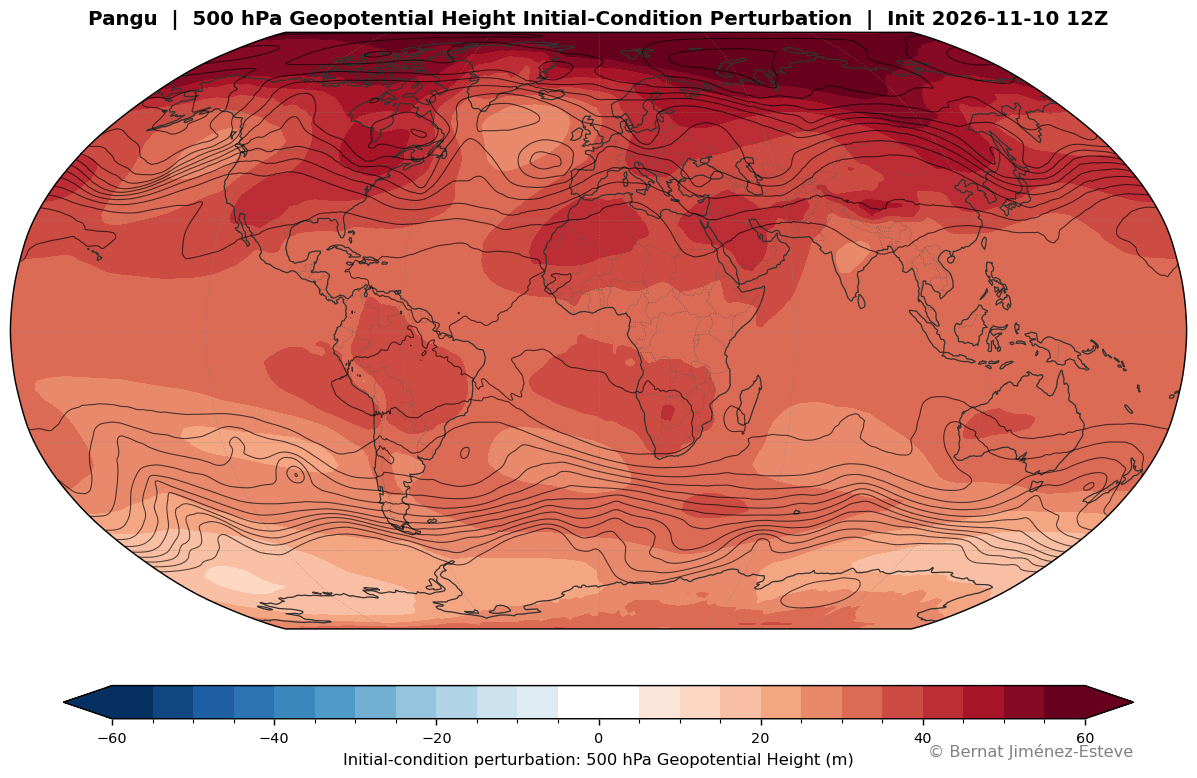 Pangu | 500 hPa Geopotential Height Initial-Condition Perturbation | Init 2026-11-10 12Z
−60 −40 −20 0 20 40 60
© Bernat Jiménez-Esteve
Initial-condition perturbation: 500 hPa Geopotential Height (m)